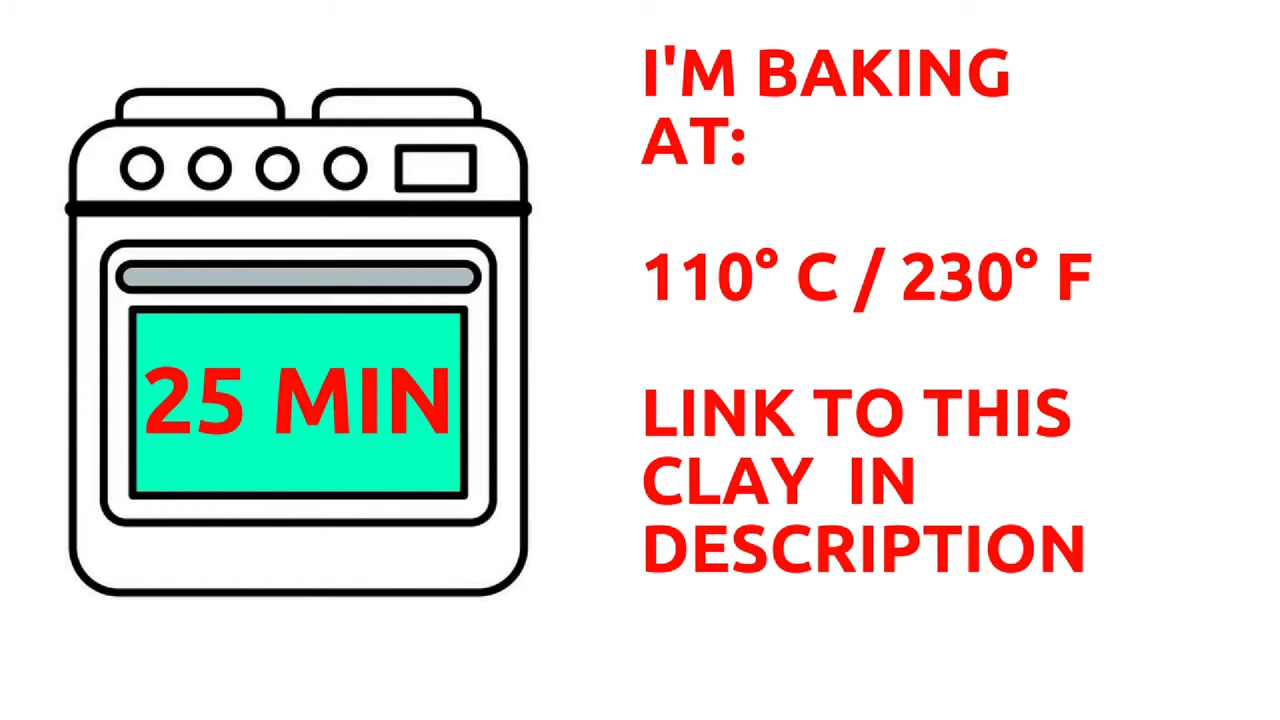 I'M BAKING
AT:
110° C / 230° F
25 MIN
LINK TO THIS
CLAY IN
DESCRIPTION